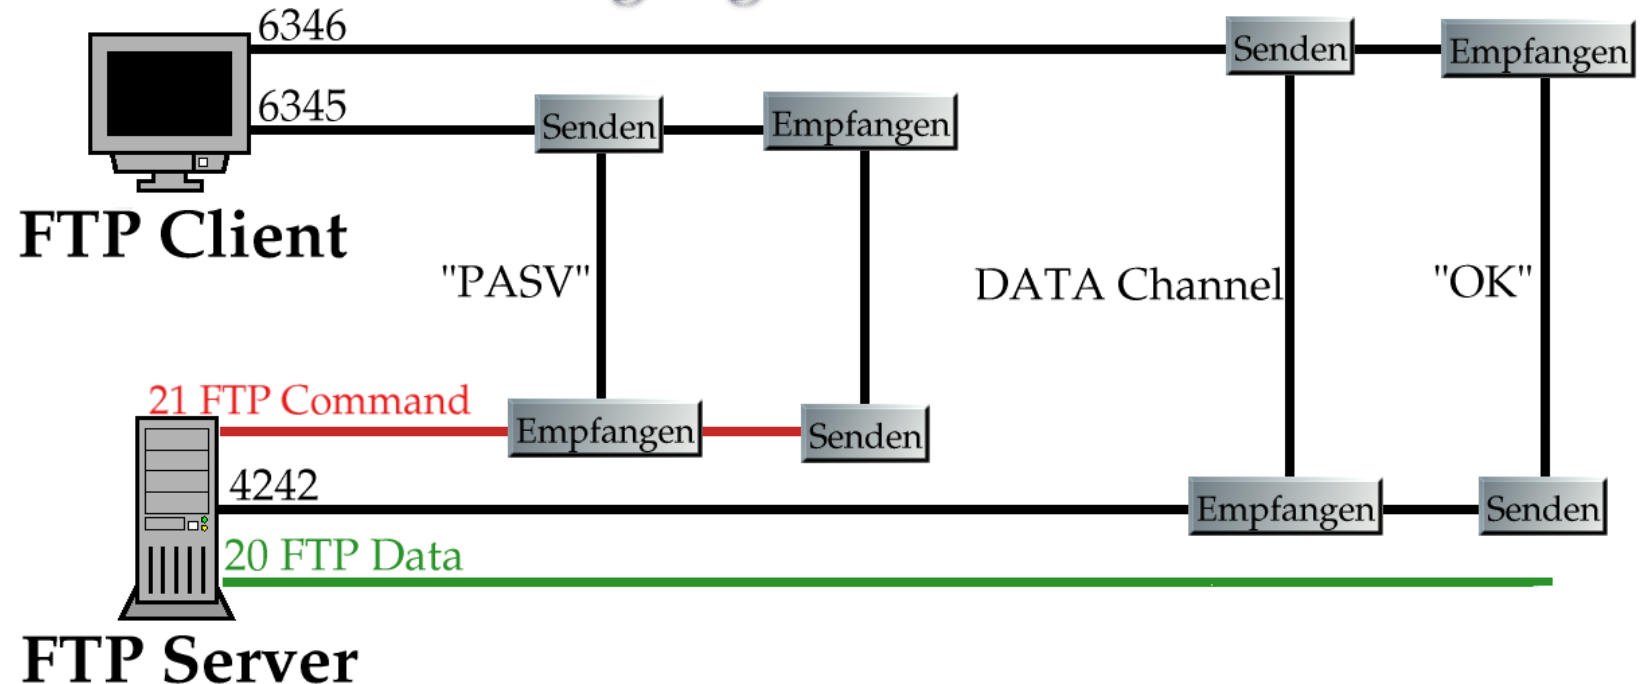 6346
Senden
Empfangen
6345
Senden
Empfangen
FTP Client
"PASV"
DATA Channel
"OK"
21 FTP Command
Empfangen
Senden
4242
Empfangen
Senden
20 FTP Data
FTP Server